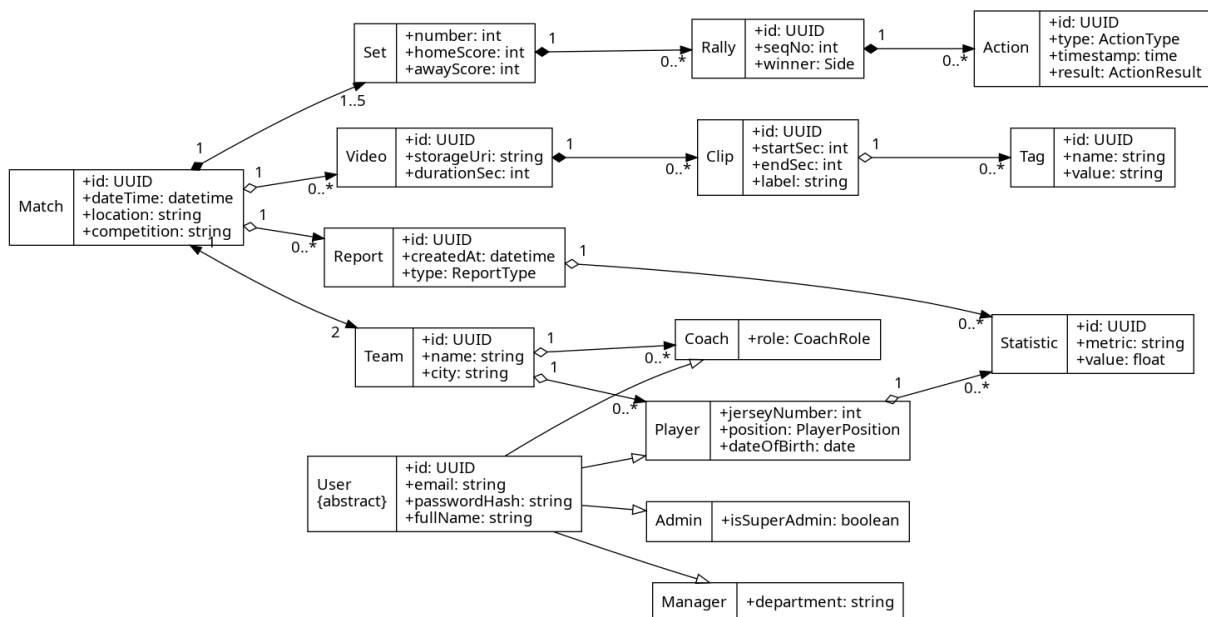 Set
+number: int
+homeScore: int
+awayScore: int
1
0..*
Rally
+id: UUID
+seqNo: int
+winner: Side
1
0..*
Action
+id: UUID
+type: ActionType
+timestamp: time
+result: ActionResult
1
1..5
Video
+id: UUID
+storageUri: string
+durationSec: int
1
0..*
Clip
+id: UUID
+startSec: int
+endSec: int
+label: string
1
0..*
Tag
+id: UUID
+name: string
+value: string
Match
+id: UUID
+dateTime: datetime
+location: string
+competition: string
1
0..*
1
0..*
Report
+id: UUID
+createdAt: datetime
+type: ReportType
1
0..*
1
2
Team
+id: UUID
+name: string
+city: string
1
0..*
1
0..*
Coach
+role: CoachRole
Statistic
+id: UUID
+metric: string
+value: float
Player
+jerseyNumber: int
+position: PlayerPosition
+dateOfBirth: date
1
0..*
User
{abstract}
+id: UUID
+email: string
+passwordHash: string
+fullName: string
Admin
+isSuperAdmin: boolean
Manager
+department: string